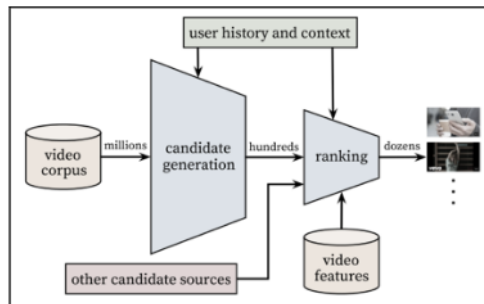 user history and context
video
corpus
millions
candidate
generation
hundreds
ranking
dozens
other candidate sources
video
features